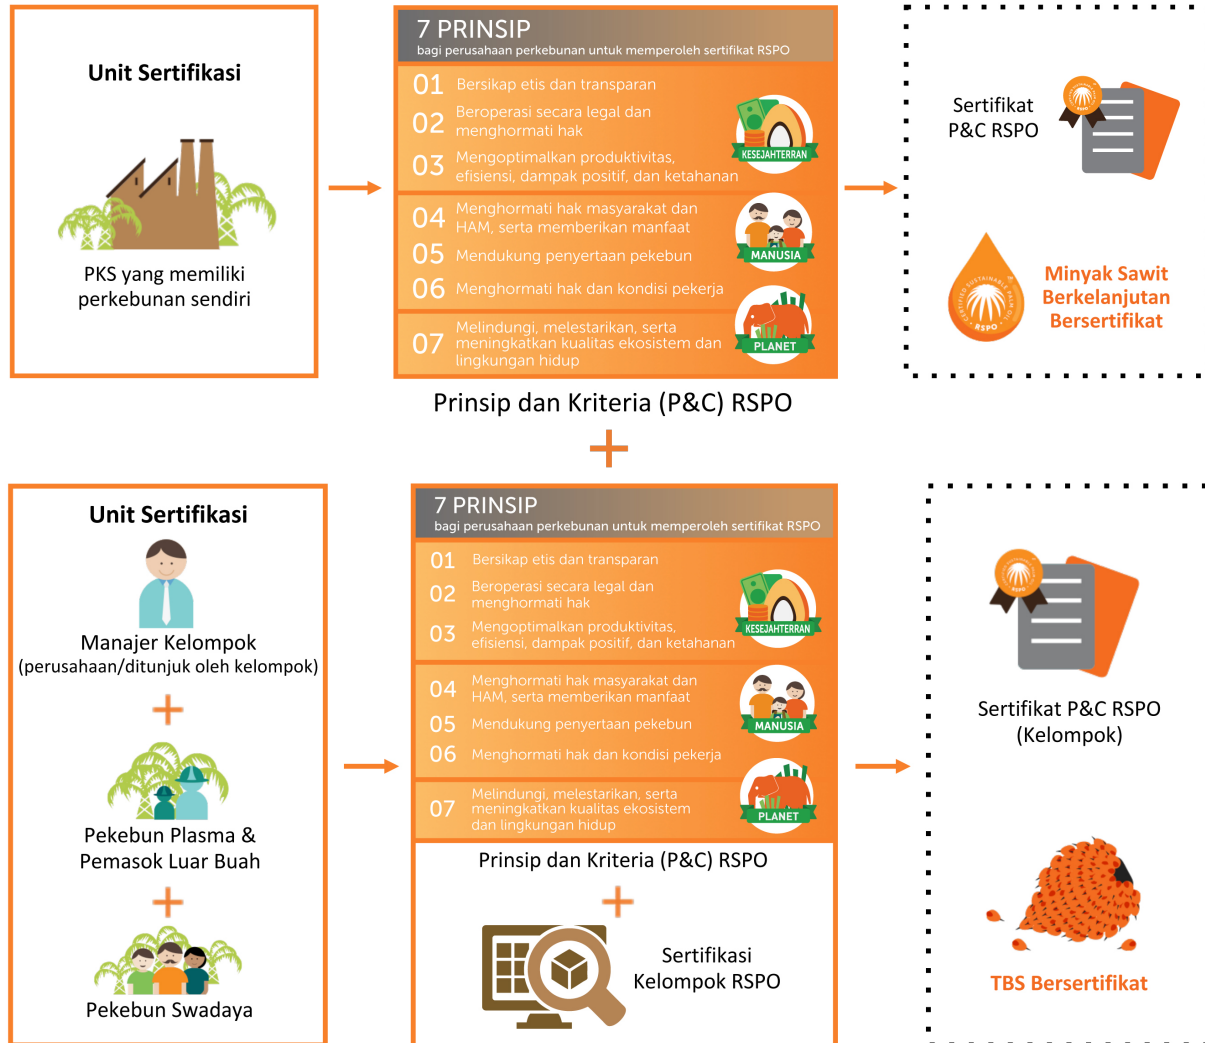 Unit Sertifikasi
PKS yang memiliki
perkebunan sendiri
7 PRINSIP
bagi perusahaan perkebunan untuk memperoleh sertifikat RSPO
01 Bersikap etis dan transparan
02 Beroperasi secara legal dan
menghormati hak
03 Mengoptimalkan produktivitas,
efisiensi, dampak positif, dan ketahanan
KESEJAHTERRAN
04 Menghormati hak masyarakat dan
HAM, serta memberikan manfaat
05 Mendukung penyertaan pekebun
06 Menghormati hak dan kondisi pekerja
MANUSIA
07 Melindungi, melestarikan, serta
meningkatkan kualitas ekosistem dan
lingkungan hidup
PLANET
Prinsip dan Kriteria (P&C) RSPO
+
Sertifikat
P&C RSPO
CERTIFIED SUSTAINABLE PALM OIL
RSPO
Minyak Sawit
Berkelanjutan
Bersertifikat
Unit Sertifikasi
Manajer Kelompok
(perusahaan/ditunjuk oleh kelompok)
+
Pekebun Plasma &
Pemasok Luar Buah
+
Pekebun Swadaya
7 PRINSIP
bagi perusahaan perkebunan untuk memperoleh sertifikat RSPO
01 Bersikap etis dan transparan
02 Beroperasi secara legal dan
menghormati hak
03 Mengoptimalkan produktivitas,
efisiensi, dampak positif, dan ketahanan
KESEJAHTERRAN
04 Menghormati hak masyarakat dan
HAM, serta memberikan manfaat
05 Mendukung penyertaan pekebun
06 Menghormati hak dan kondisi pekerja
MANUSIA
07 Melindungi, melestarikan, serta
meningkatkan kualitas ekosistem
dan lingkungan hidup
PLANET
Prinsip dan Kriteria (P&C) RSPO
+
Sertifikasi
Kelompok RSPO
RSPO
Sertifikat P&C RSPO
(Kelompok)
TBS Bersertifikat